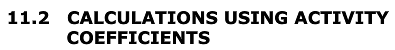 11.2 CALCULATIONS USING ACTIVITY
COEFFICIENTS